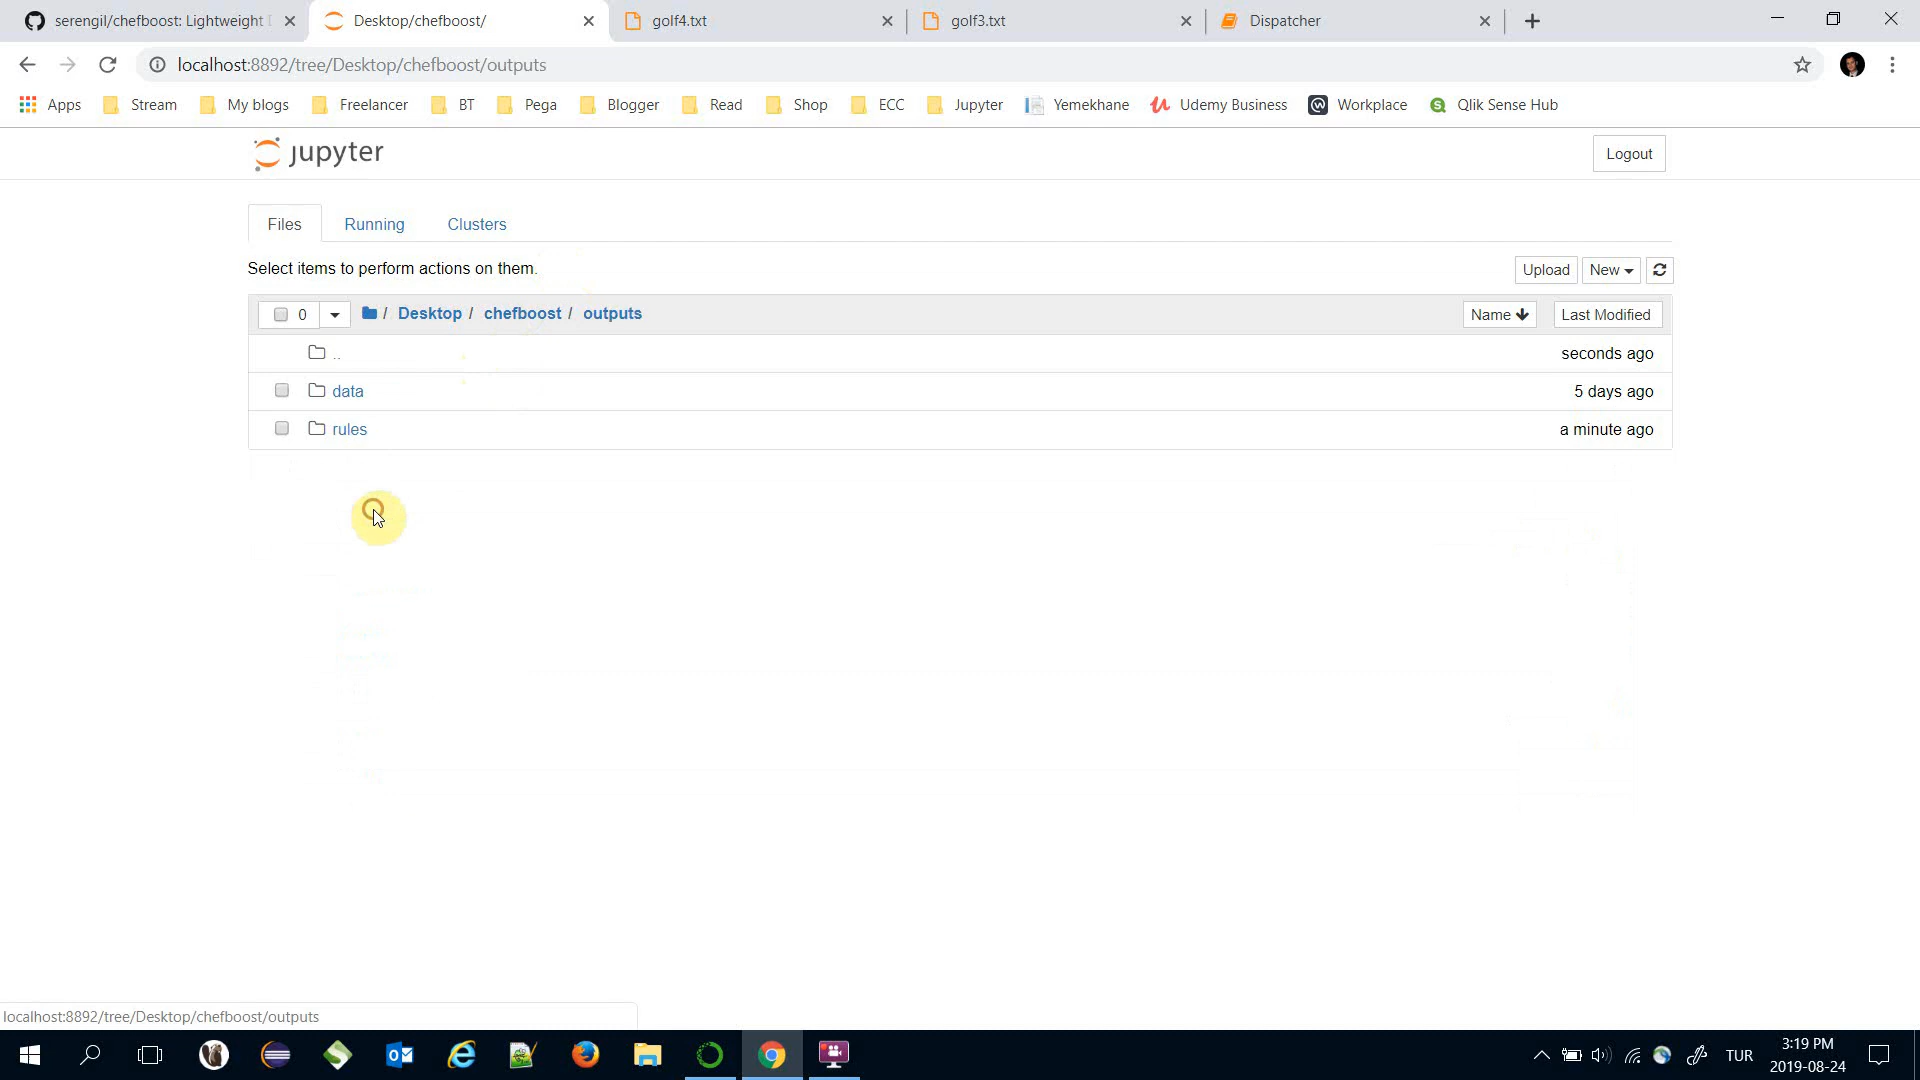 serengil/chefboost: Lightweight
Desktop/chefboost/
golf4.txt
golf3.txt
Dispatcher
localhost:8892/tree/Desktop/chefboost/outputs
Apps Stream My blogs Freelancer BT Pega Blogger Read Shop ECC Jupyter Yemekhane Udemy Business Workplace Qlik Sense Hub
jupyter
Logout
Files Running Clusters
Select items to perform actions on them.
Upload New
0 / Desktop / chefboost / outputs Name Last Modified
.. seconds ago
data 5 days ago
rules a minute ago
localhost:8892/tree/Desktop/chefboost/outputs
TUR
3:19 PM
2019-08-24